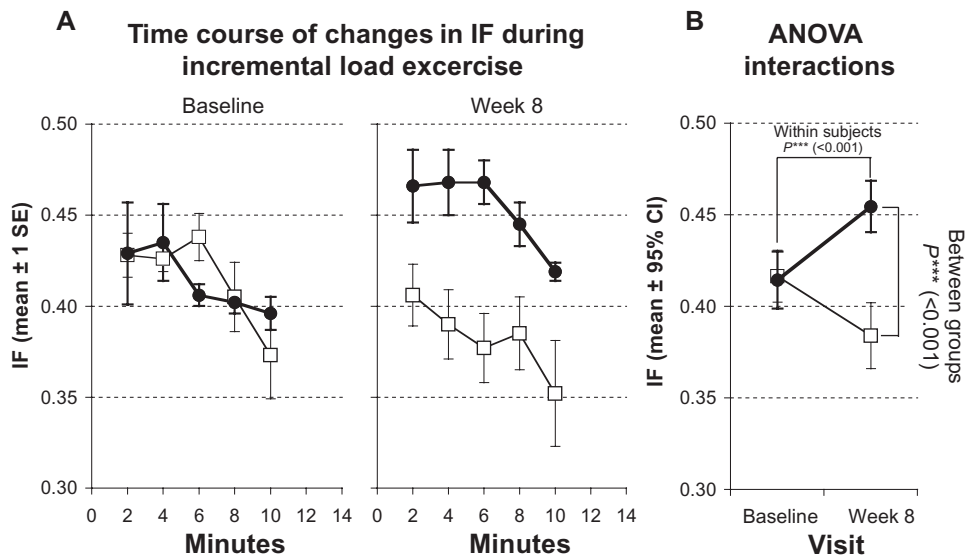 A
Time course of changes in IF during
incremental load excercise
Baseline
Week 8
IF (mean ± 1 SE)
0.50
0.45
0.40
0.35
0.30
0 2 4 6 8 10 12 14
0 2 4 6 8 10 12 14
Minutes
Minutes
B
ANOVA
interactions
IF (mean ± 95% CI)
0.50
0.45
0.40
0.35
0.30
Within subjects
P*** (<0.001)
Between groups
P*** (<0.001)
Baseline Week 8
Visit